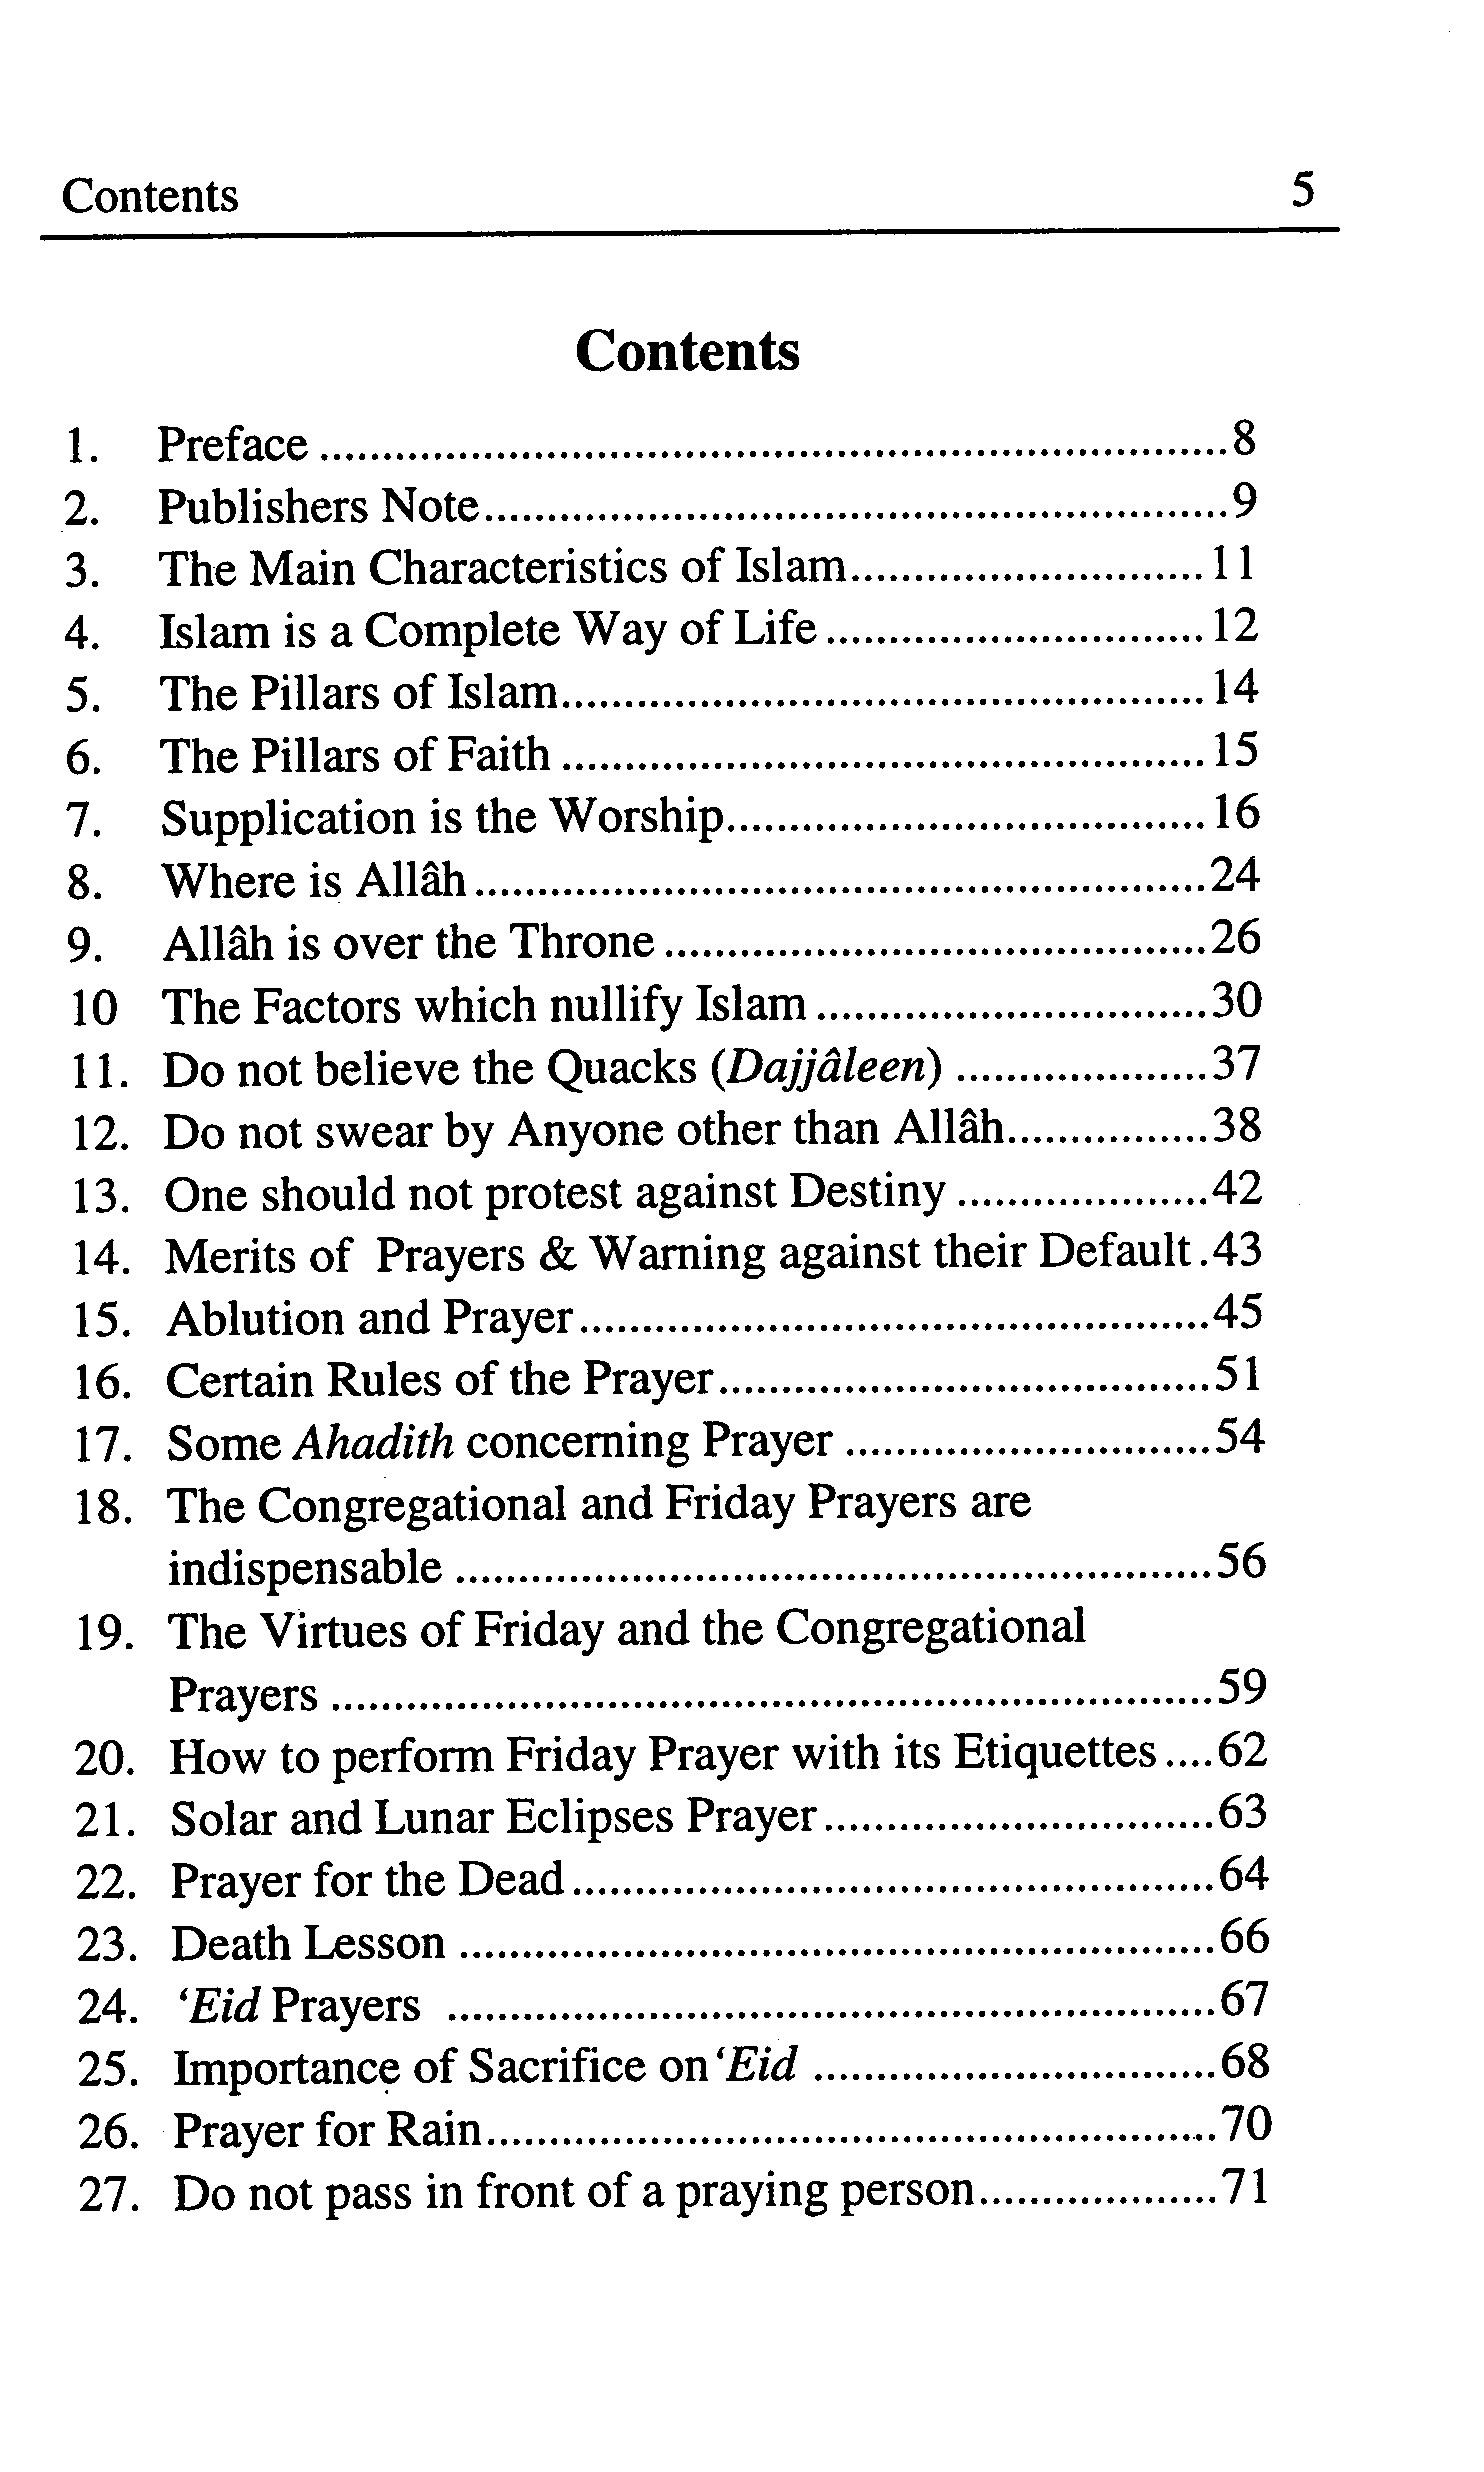 Contents 5
Contents
1. Preface ........................................................................ 8
2. Publishers Note ........................................................... 9
3. The Main Characteristics of Islam ............................ 11
4. Islam is a Complete Way of Life .............................. 12
5. The Pillars of Islam ................................................... 14
6. The Pillars of Faith ................................................... 15
7. Supplication is the Worship ...................................... 16
8. Where is Allâh .......................................................... 24
9. Allâh is over the Throne ........................................... 26
10 The Factors which nullify Islam ............................... 30
11. Do not believe the Quacks (Dajjâleen) .................... 37
12. Do not swear by Anyone other than Allâh ................ 38
13. One should not protest against Destiny .................... 42
14. Merits of Prayers & Warning against their Default . 43
15. Ablution and Prayer .................................................. 45
16. Certain Rules of the Prayer ....................................... 51
17. Some Ahadith concerning Prayer ............................. 54
18. The Congregational and Friday Prayers are
indispensable ............................................................ 56
19. The Virtues of Friday and the Congregational
Prayers ...................................................................... 59
20. How to perform Friday Prayer with its Etiquettes .... 62
21. Solar and Lunar Eclipses Prayer ............................... 63
22. Prayer for the Dead ................................................... 64
23. Death Lesson ............................................................ 66
24. ‘Eid Prayers ............................................................. 67
25. Importance of Sacrifice on ‘Eid ................................ 68
26. Prayer for Rain .......................................................... 70
27. Do not pass in front of a praying person ................... 71